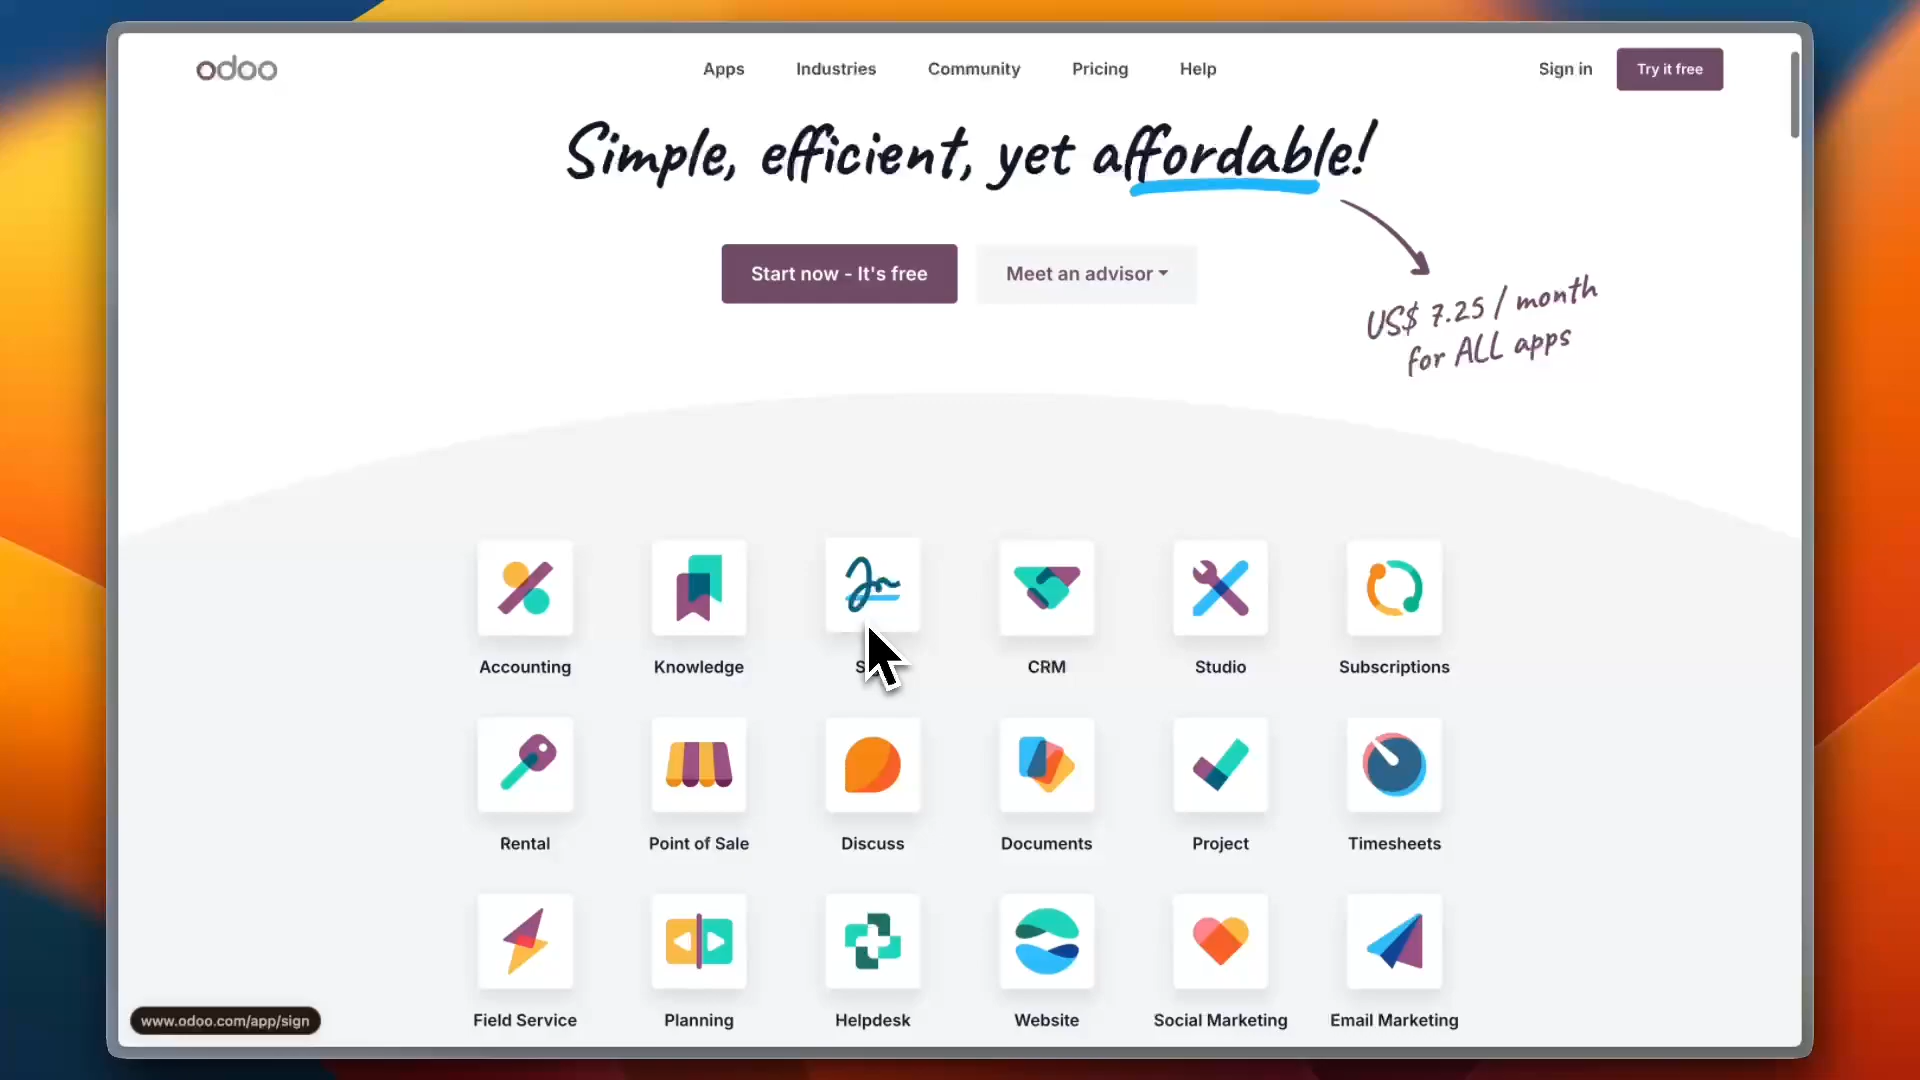 odoo
Apps Industries Community Pricing Help
Sign in
Try it free
Simple, efficient, yet affordable!
Start now - It's free
Meet an advisor
US$ 7.25 / month
for ALL apps
Accounting Knowledge CRM Studio Subscriptions
Rental Point of Sale Discuss Documents Project Timesheets
Field Service Planning Helpdesk Website Social Marketing Email Marketing
www.odoo.com/app/sign